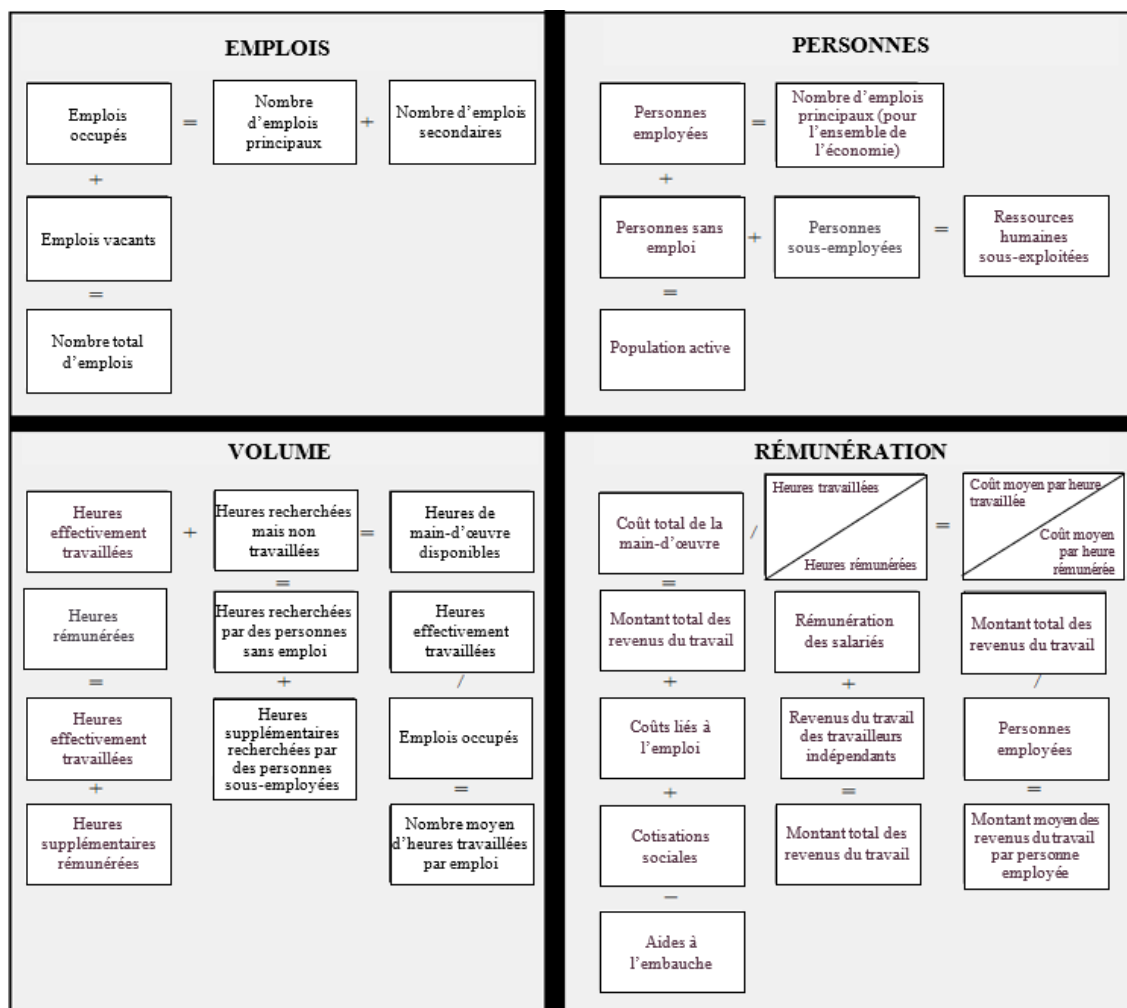 EMPLOIS
Emplois
occupés
=
Nombre
d'emplois
principaux
+
Nombre d'emplois
secondaires
+
Emplois vacants
=
Nombre total
d'emplois
PERSONNES
Personnes
employées
=
Nombre d'emplois
principaux (pour
l'ensemble de
l'économie)
+
Personnes sans
emploi
+
Personnes
sous-employées
=
Ressources
humaines
sous-exploitées
=
Population active
VOLUME
Heures
effectivement
travaillées
+
Heures recherchées
mais non
travaillées
=
Heures de
main-d'œuvre
disponibles
=
Heures
rémunérées
Heures recherchées
par des personnes
sans emploi
Heures
effectivement
travaillées
=
+
/
Heures
effectivement
travaillées
Heures
supplémentaires
recherchées par
des personnes
sous-employées
Emplois occupés
+
=
Heures
supplémentaires
rémunérées
Nombre moyen
d'heures travaillées
par emploi
RÉMUNÉRATION
Coût total de la
main-d'œuvre
/
Heures travaillées
Heures rémunérées
=
Coût moyen par heure
travaillée
Coût moyen
par heure
rémunérée
=
Montant total des
revenus du travail
Rémunération
des salariés
Montant total des
revenus du travail
+
+
/
Coûts liés à
l'emploi
Revenus du travail
des travailleurs
indépendants
Personnes
employées
+
=
=
Cotisations
sociales
Montant total des
revenus du travail
Montant moyen des
revenus du travail
par personne
employée
−
Aides à
l'embauche